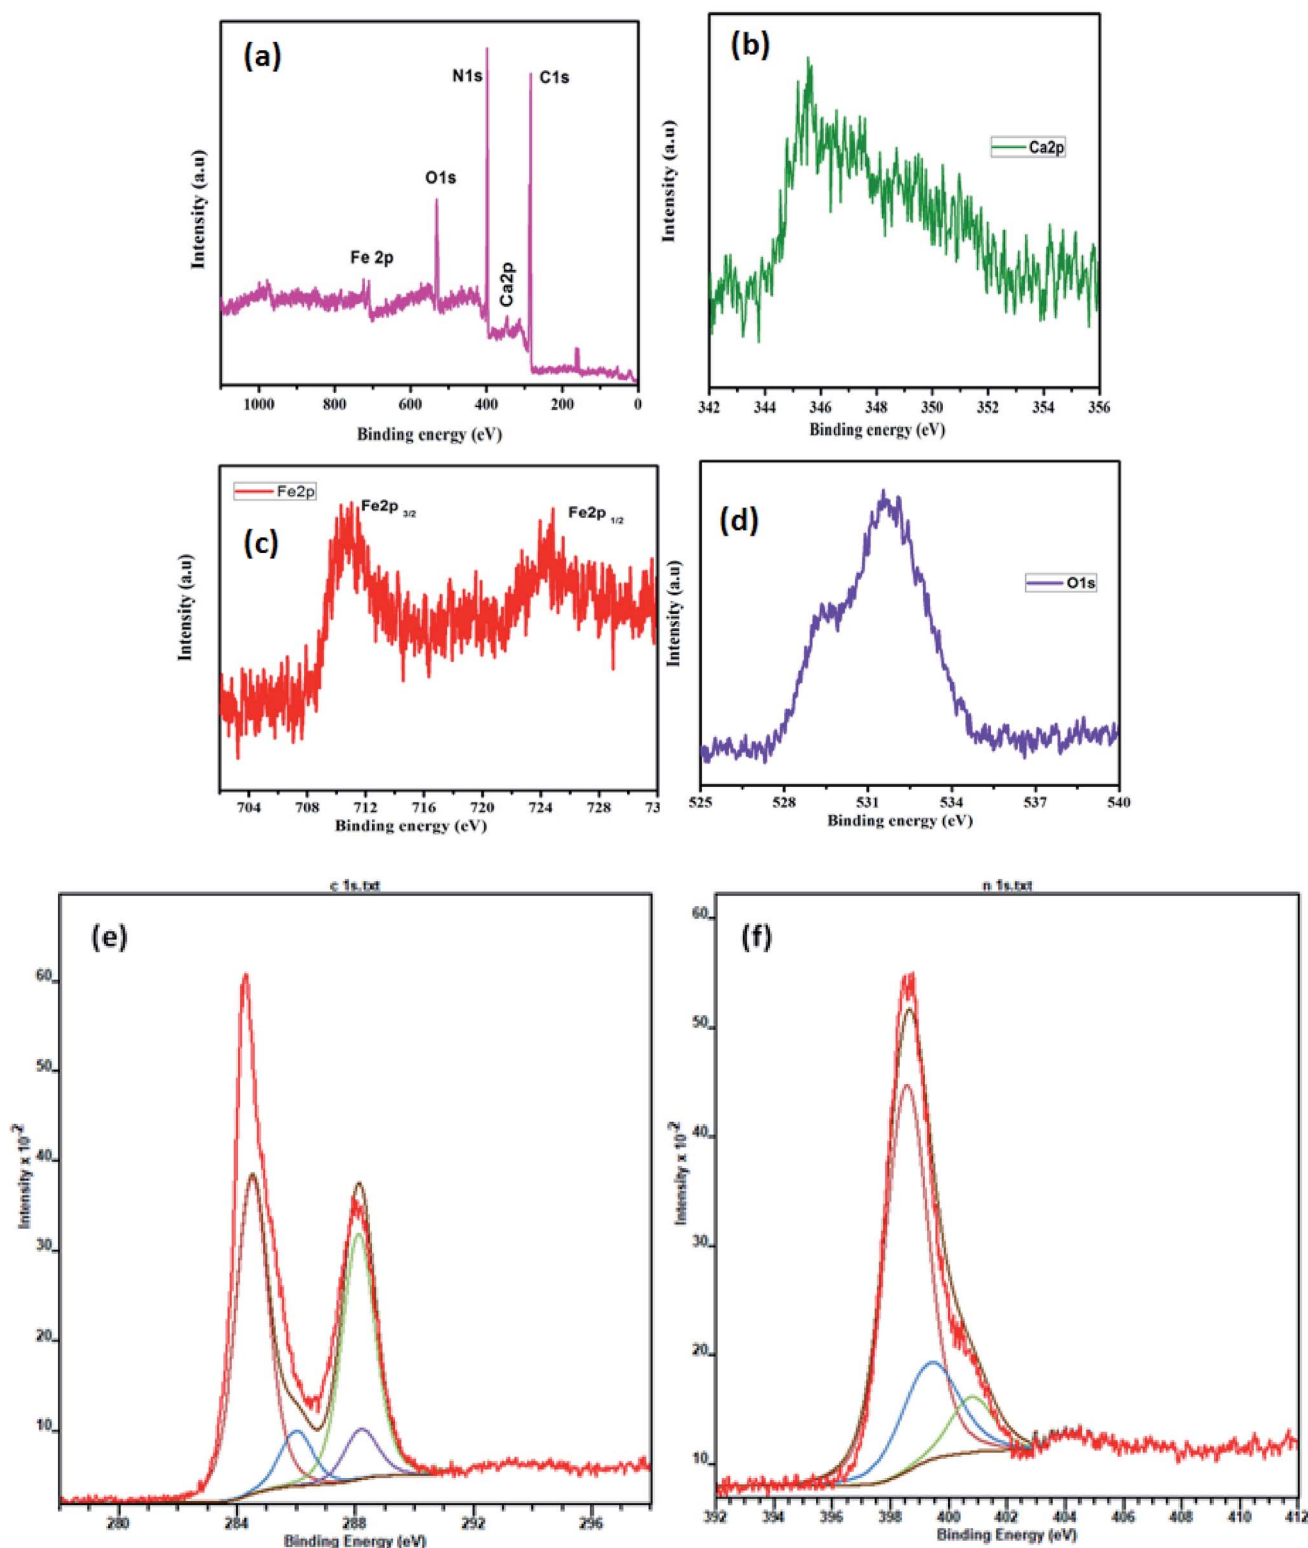 (a)
N1s
C1s
O1s
Fe 2p
Ca2p
Intensity (a.u)
1000 800 600 400 200 0
Binding energy (eV)
(b)
Ca2p
Intensity (a.u)
342 344 346 348 350 352 354 356
Binding energy (eV)
Fe2p
Fe2p 3/2
Fe2p 1/2
(c)
Intensity (a.u)
704 708 712 716 720 724 728 73
Binding energy (eV)
(d)
O1s
Intensity (a.u)
525 528 531 534 537 540
Binding energy (eV)
c 1s.txt
(e)
60
50
40
30
20
10
Intensity x 10-2
280 284 288 292 296
Binding Energy (eV)
n 1s.txt
(f)
60
50
40
30
20
10
Intensity x 10-2
392 394 396 398 400 402 404 406 408 410 412
Binding Energy (eV)